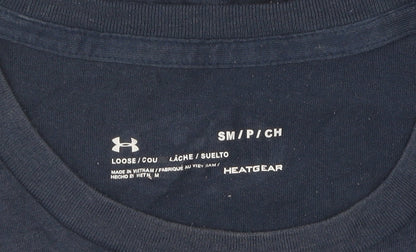 SM / P / CH
LOOSE / COU LÂCHE / SUELTO
MADE IN VIETNAM / FABRIQUÉ AU VIETNAM /
HECHO EN VIETNAM
HEATGEAR